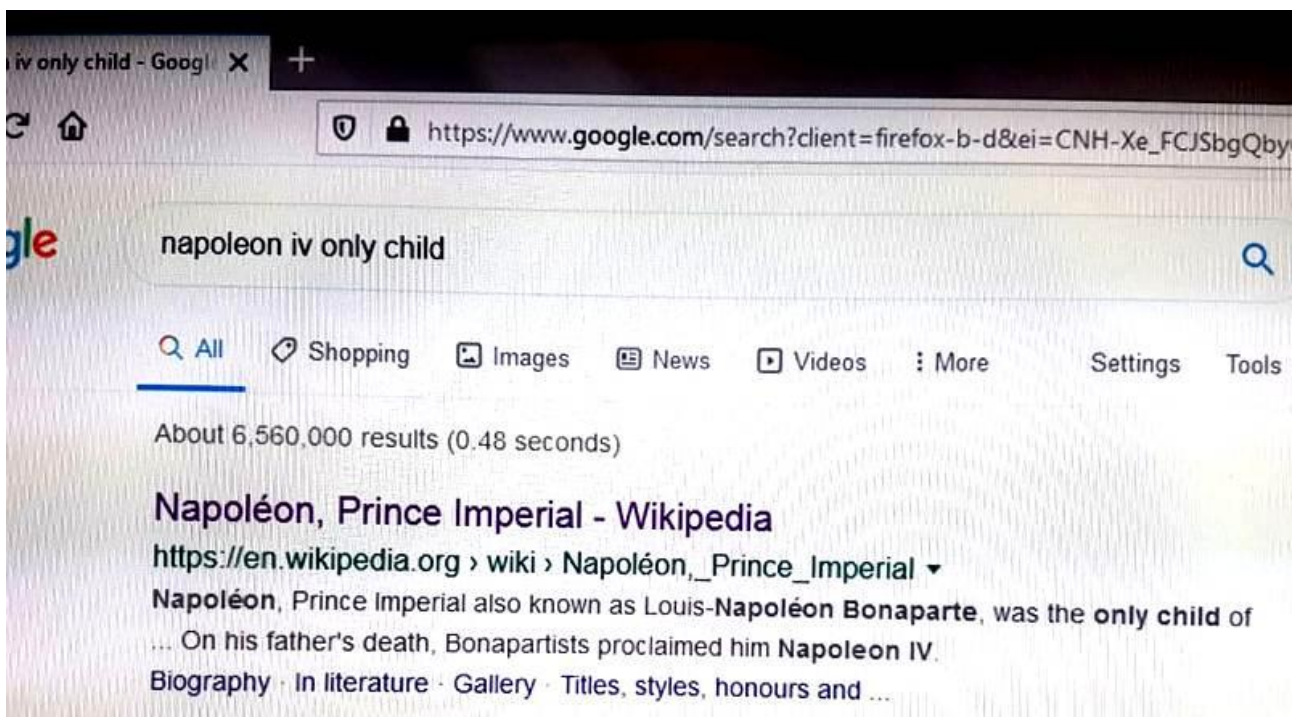 iv only child - Googl
https://www.google.com/search?client=firefox-b-d&ei=CNH-Xe_FCJSbgQby
gle napoleon iv only child
All Shopping Images News Videos More Settings Tools
About 6,560,000 results (0.48 seconds)
Napoléon, Prince Imperial - Wikipedia
https://en.wikipedia.org › wiki › Napoléon,_Prince_Imperial
Napoléon, Prince Imperial also known as Louis-Napoléon Bonaparte, was the only child of
... On his father's death, Bonapartists proclaimed him Napoleon IV.
Biography · In literature · Gallery · Titles, styles, honours and ...